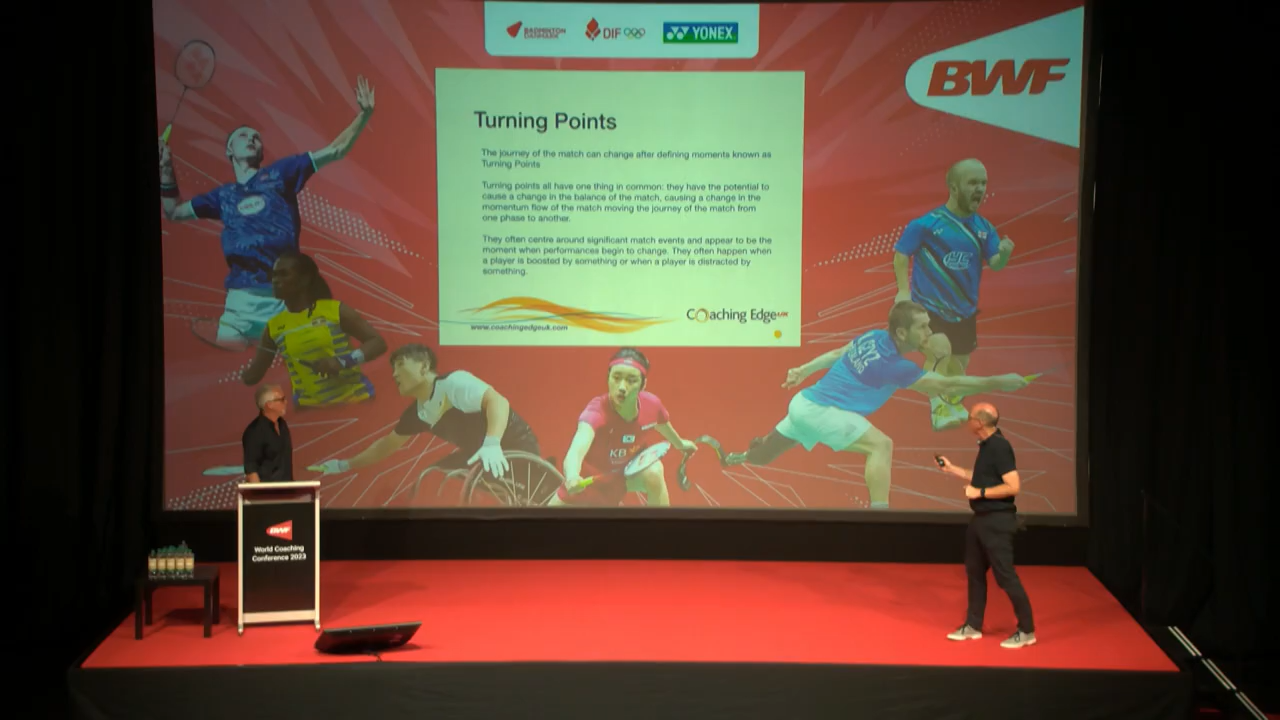 BADMINTON
DANMARK
DIF
YONEX
BWF
Turning Points
The journey of the match can change after defining moments known as
Turning Points
Turning points all have one thing in common: they have the potential to
cause a change in the balance of the match, causing a change in the
momentum flow of the match moving the journey of the match from
one phase to another.
They often centre around significant match events and appear to be the
moment when performances begin to change. They often happen when
a player is boosted by something or when a player is distracted by
something.
www.coachingedgeuk.com
Coaching Edge UK
KB
BWF
World Coaching
Conference 2023